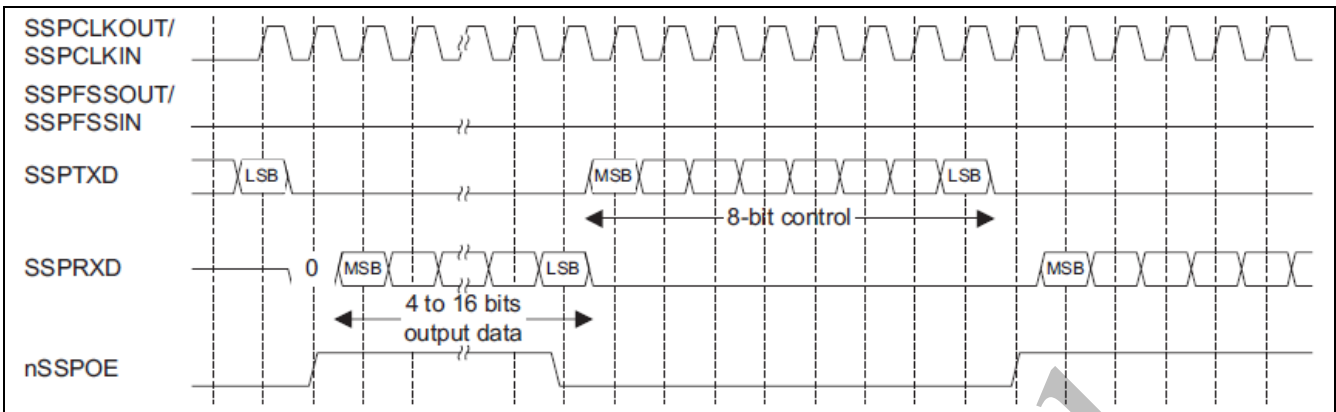 SSPCLKOUT/
SSPCLKIN
SSPFSSOUT/
SSPFSSIN
SSPTXD
LSB
MSB
LSB
8-bit control
SSPRXD
0
MSB
LSB
MSB
4 to 16 bits
output data
nSSPOE